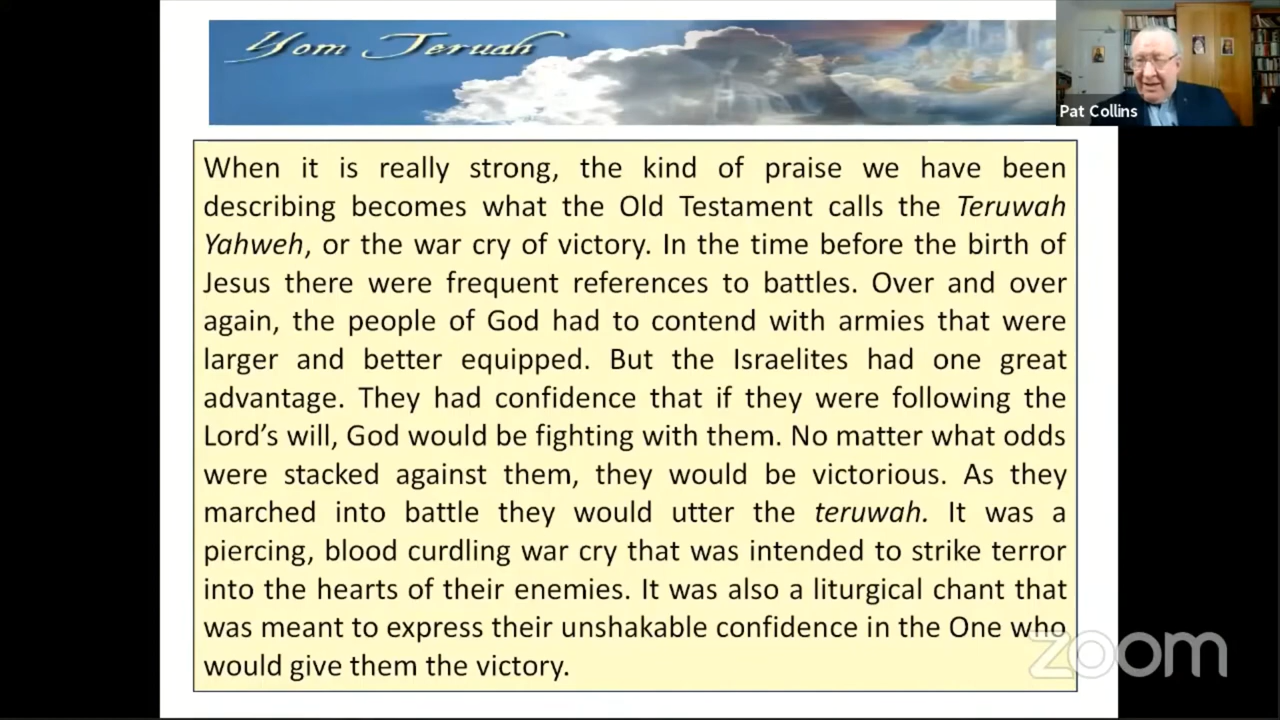 Yom Teruah
Pat Collins
When it is really strong, the kind of praise we have been
describing becomes what the Old Testament calls the Teruwah
Yahweh, or the war cry of victory. In the time before the birth of
Jesus there were frequent references to battles. Over and over
again, the people of God had to contend with armies that were
larger and better equipped. But the Israelites had one great
advantage. They had confidence that if they were following the
Lord’s will, God would be fighting with them. No matter what odds
were stacked against them, they would be victorious. As they
marched into battle they would utter the teruwah. It was a
piercing, blood curdling war cry that was intended to strike terror
into the hearts of their enemies. It was also a liturgical chant that
was meant to express their unshakable confidence in the One who
would give them the victory.
zoom